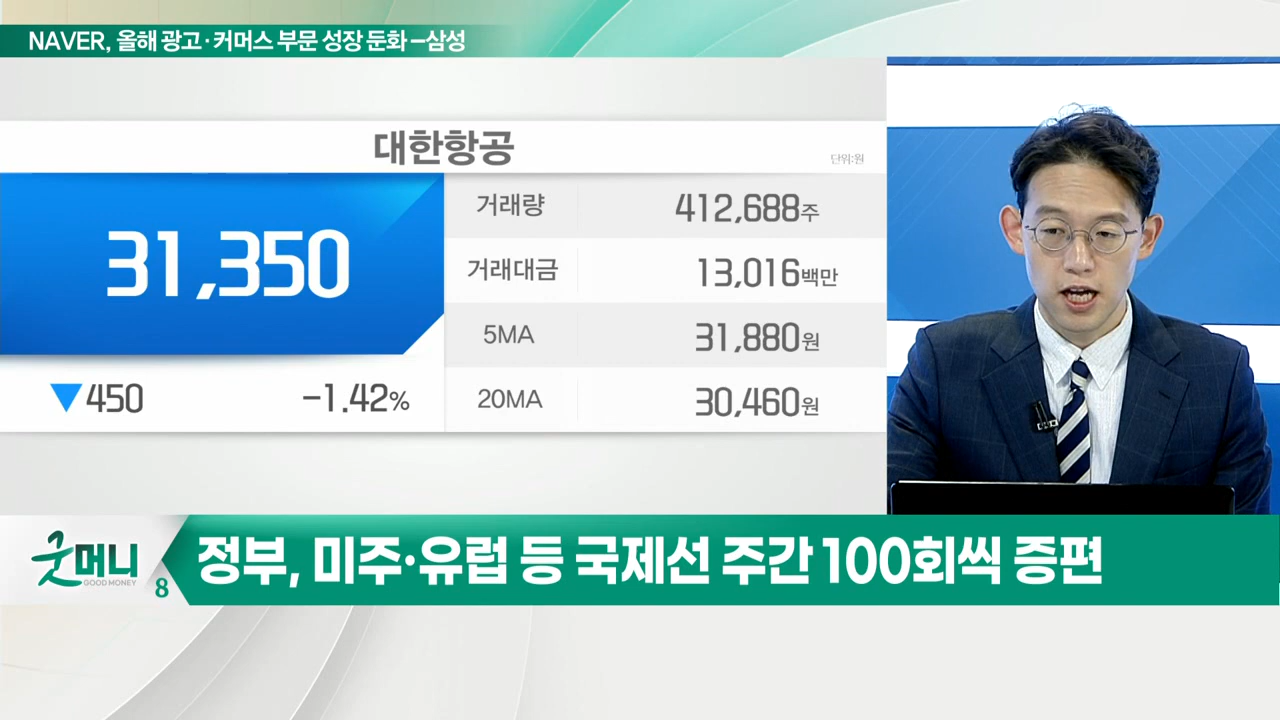 NAVER, 올해 광고·커머스 부문 성장 둔화 -삼성
대한항공
단위:원
31,350
▼450 -1.42%
거래량 412,688주
거래대금 13,016백만
5MA 31,880원
20MA 30,460원
굿머니
GOOD MONEY
8
정부, 미주·유럽 등 국제선 주간 100회씩 증편